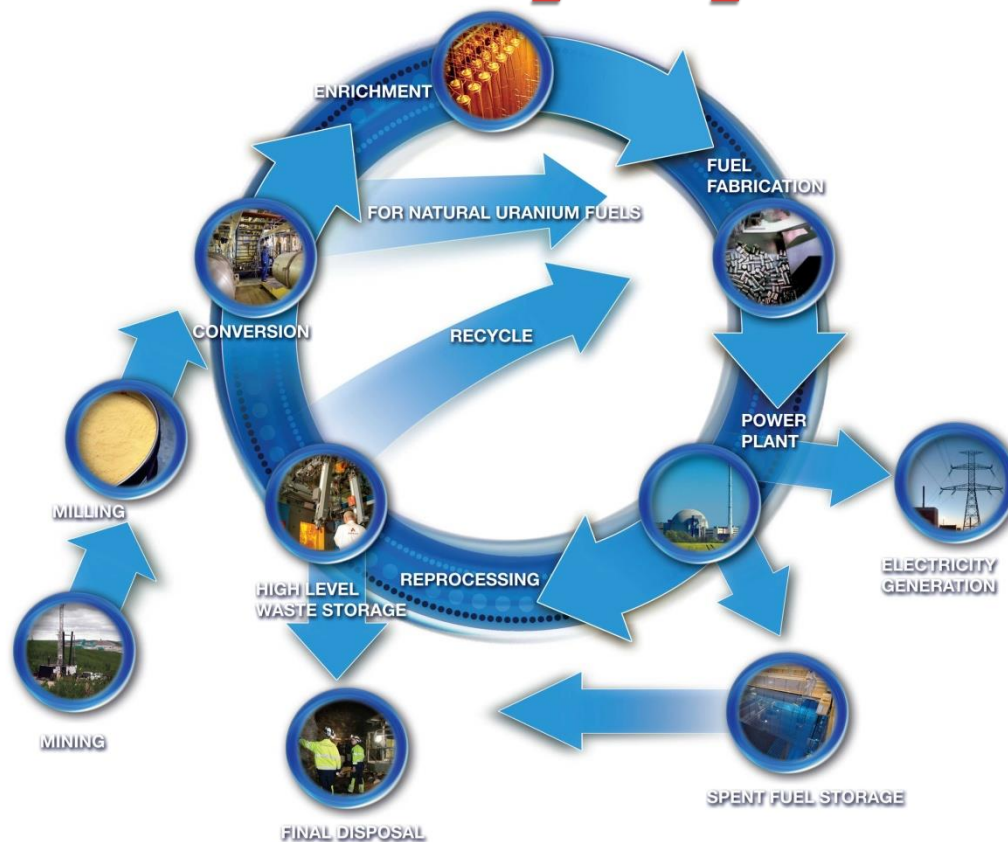 ENRICHMENT
FUEL
FABRICATION
FOR NATURAL URANIUM FUELS
CONVERSION
RECYCLE
POWER
PLANT
MILLING
ELECTRICITY
GENERATION
REPROCESSING
HIGH LEVEL
WASTE STORAGE
MINING
SPENT FUEL STORAGE
FINAL DISPOSAL